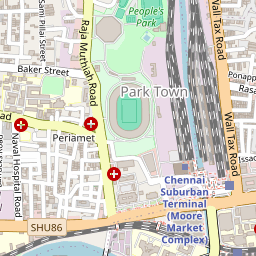 Sami Pillai Street
Raja Muthiah Road
People's
Park
Wall Tax Road
Baker Street
Park Town
Ponapp
Rasa
ad
Periamet
Naval Hospital Road
Wall Tax Road
Issac
Chennai
Suburban
Terminal
(Moore
Market
Complex)
SHU86